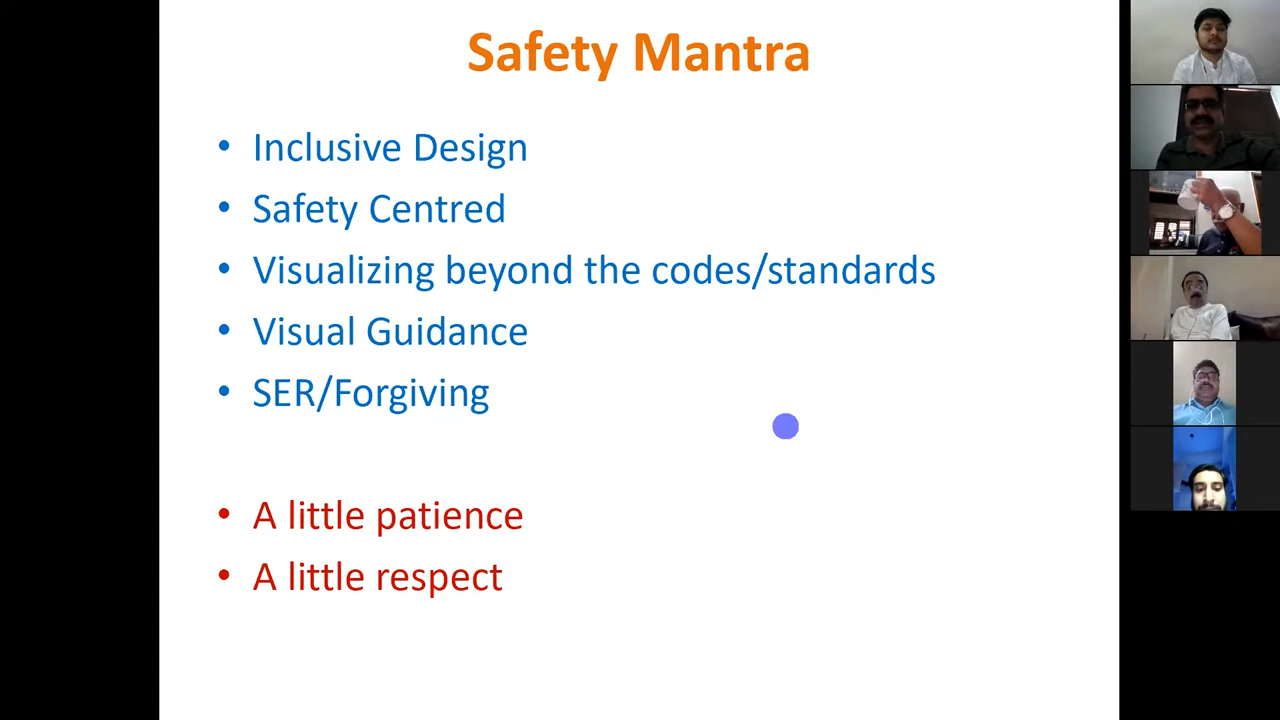 Safety Mantra
• Inclusive Design
• Safety Centred
• Visualizing beyond the codes/standards
• Visual Guidance
• SER/Forgiving
• A little patience
• A little respect